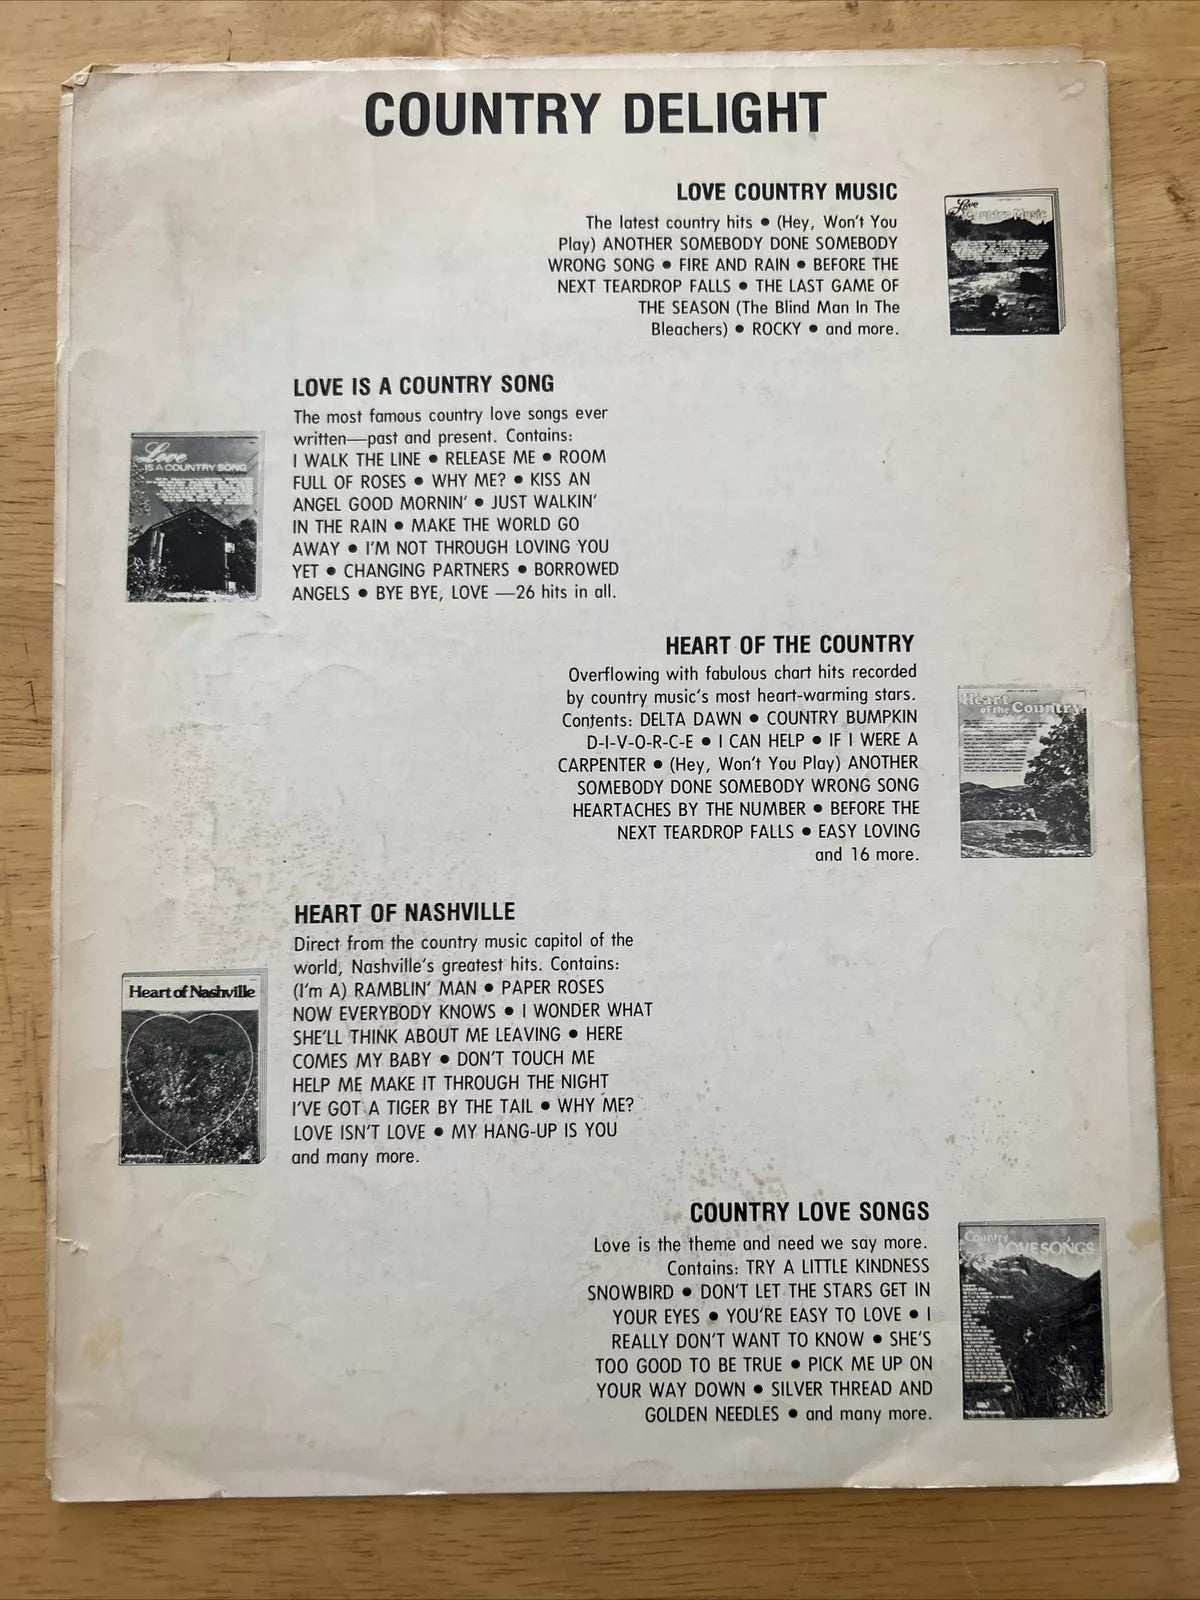 COUNTRY DELIGHT
LOVE COUNTRY MUSIC
The latest country hits • (Hey, Won't You
Play) ANOTHER SOMEBODY DONE SOMEBODY
WRONG SONG • FIRE AND RAIN • BEFORE THE
NEXT TEARDROP FALLS • THE LAST GAME OF
THE SEASON (The Blind Man In The
Bleachers) • ROCKY • and more.
Love
Country Music
LOVE IS A COUNTRY SONG
The most famous country love songs ever
written—past and present. Contains:
I WALK THE LINE • RELEASE ME • ROOM
FULL OF ROSES • WHY ME? • KISS AN
ANGEL GOOD MORNIN' • JUST WALKIN'
IN THE RAIN • MAKE THE WORLD GO
AWAY • I'M NOT THROUGH LOVING YOU
YET • CHANGING PARTNERS • BORROWED
ANGELS • BYE BYE, LOVE —26 hits in all.
Love
IS A COUNTRY SONG
HEART OF THE COUNTRY
Overflowing with fabulous chart hits recorded
by country music's most heart-warming stars.
Contents: DELTA DAWN • COUNTRY BUMPKIN
D-I-V-O-R-C-E • I CAN HELP • IF I WERE A
CARPENTER • (Hey, Won't You Play) ANOTHER
SOMEBODY DONE SOMEBODY WRONG SONG
HEARTACHES BY THE NUMBER • BEFORE THE
NEXT TEARDROP FALLS • EASY LOVING
and 16 more.
Heart
of the Country
HEART OF NASHVILLE
Direct from the country music capitol of the
world, Nashville's greatest hits. Contains:
(I'm A) RAMBLIN' MAN • PAPER ROSES
NOW EVERYBODY KNOWS • I WONDER WHAT
SHE'LL THINK ABOUT ME LEAVING • HERE
COMES MY BABY • DON'T TOUCH ME
HELP ME MAKE IT THROUGH THE NIGHT
I'VE GOT A TIGER BY THE TAIL • WHY ME?
LOVE ISN'T LOVE • MY HANG-UP IS YOU
and many more.
Heart of Nashville
COUNTRY LOVE SONGS
Love is the theme and need we say more.
Contains: TRY A LITTLE KINDNESS
SNOWBIRD • DON'T LET THE STARS GET IN
YOUR EYES • YOU'RE EASY TO LOVE • I
REALLY DON'T WANT TO KNOW • SHE'S
TOO GOOD TO BE TRUE • PICK ME UP ON
YOUR WAY DOWN • SILVER THREAD AND
GOLDEN NEEDLES • and many more.
Country
LOVE SONGS